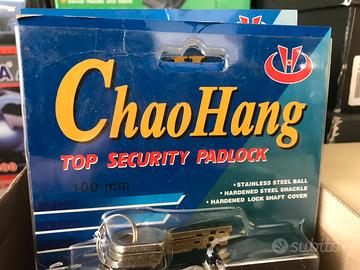 ChaoHang
TOP SECURITY PADLOCK
100 mm
• STAINLESS STEEL BALL
• HARDENED STEEL SHACKLE
• HARDENED LOCK SHAFT COVER
subito